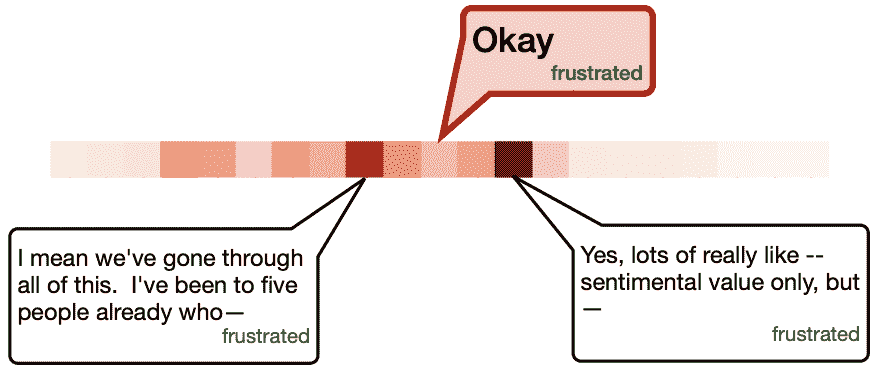 Okay
frustrated
I mean we've gone through
all of this.  I've been to five
people already who—
frustrated
Yes, lots of really like --
sentimental value only, but
—
frustrated